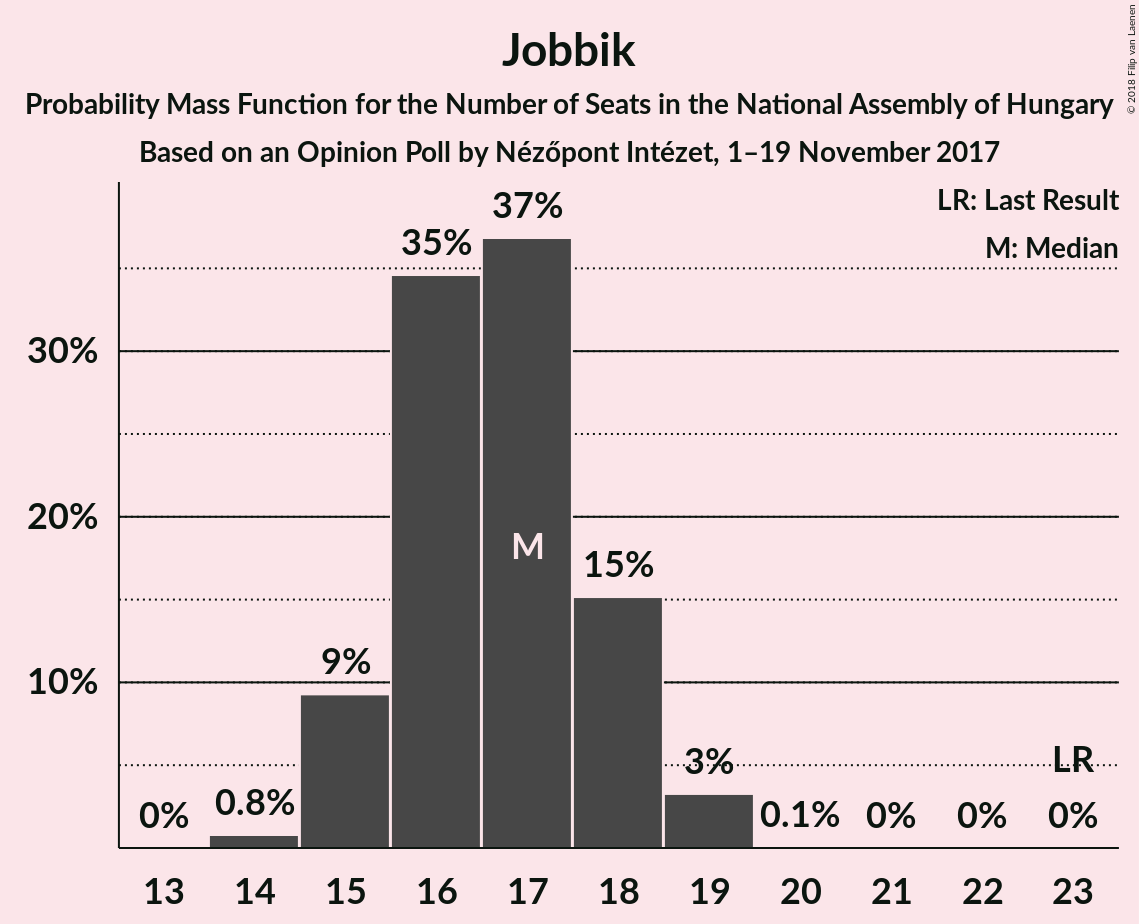 Jobbik
Probability Mass Function for the Number of Seats in the National Assembly of Hungary
Based on an Opinion Poll by Nézőpont Intézet, 1–19 November 2017
© 2018 Filip van Laenen
LR: Last Result
M: Median
37%
35%
30%
20%
M
15%
10%
9%
LR
3%
0%
0.8%
0.1%
0%
0%
0%
13 14 15 16 17 18 19 20 21 22 23